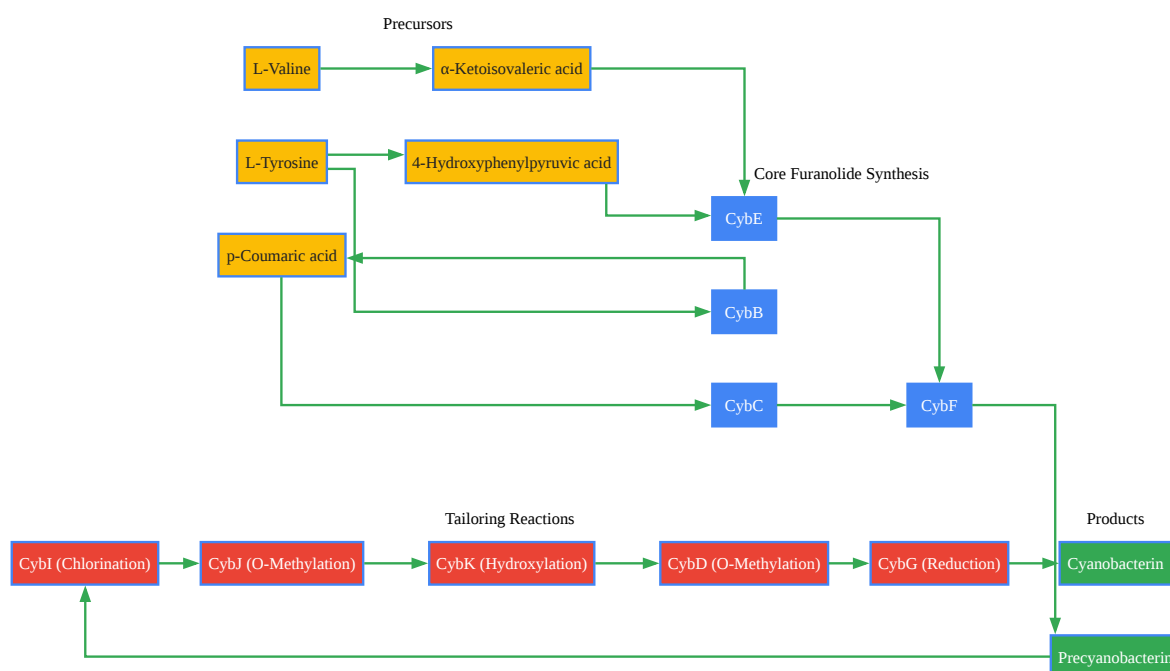 Precursors
L-Valine
α-Ketoisovaleric acid
L-Tyrosine
4-Hydroxyphenylpyruvic acid
Core Furanolide Synthesis
CybE
p-Coumaric acid
CybB
CybC
CybF
Tailoring Reactions
Products
CybI (Chlorination)
CybJ (O-Methylation)
CybK (Hydroxylation)
CybD (O-Methylation)
CybG (Reduction)
Cyanobacterin
Precyanobacterin